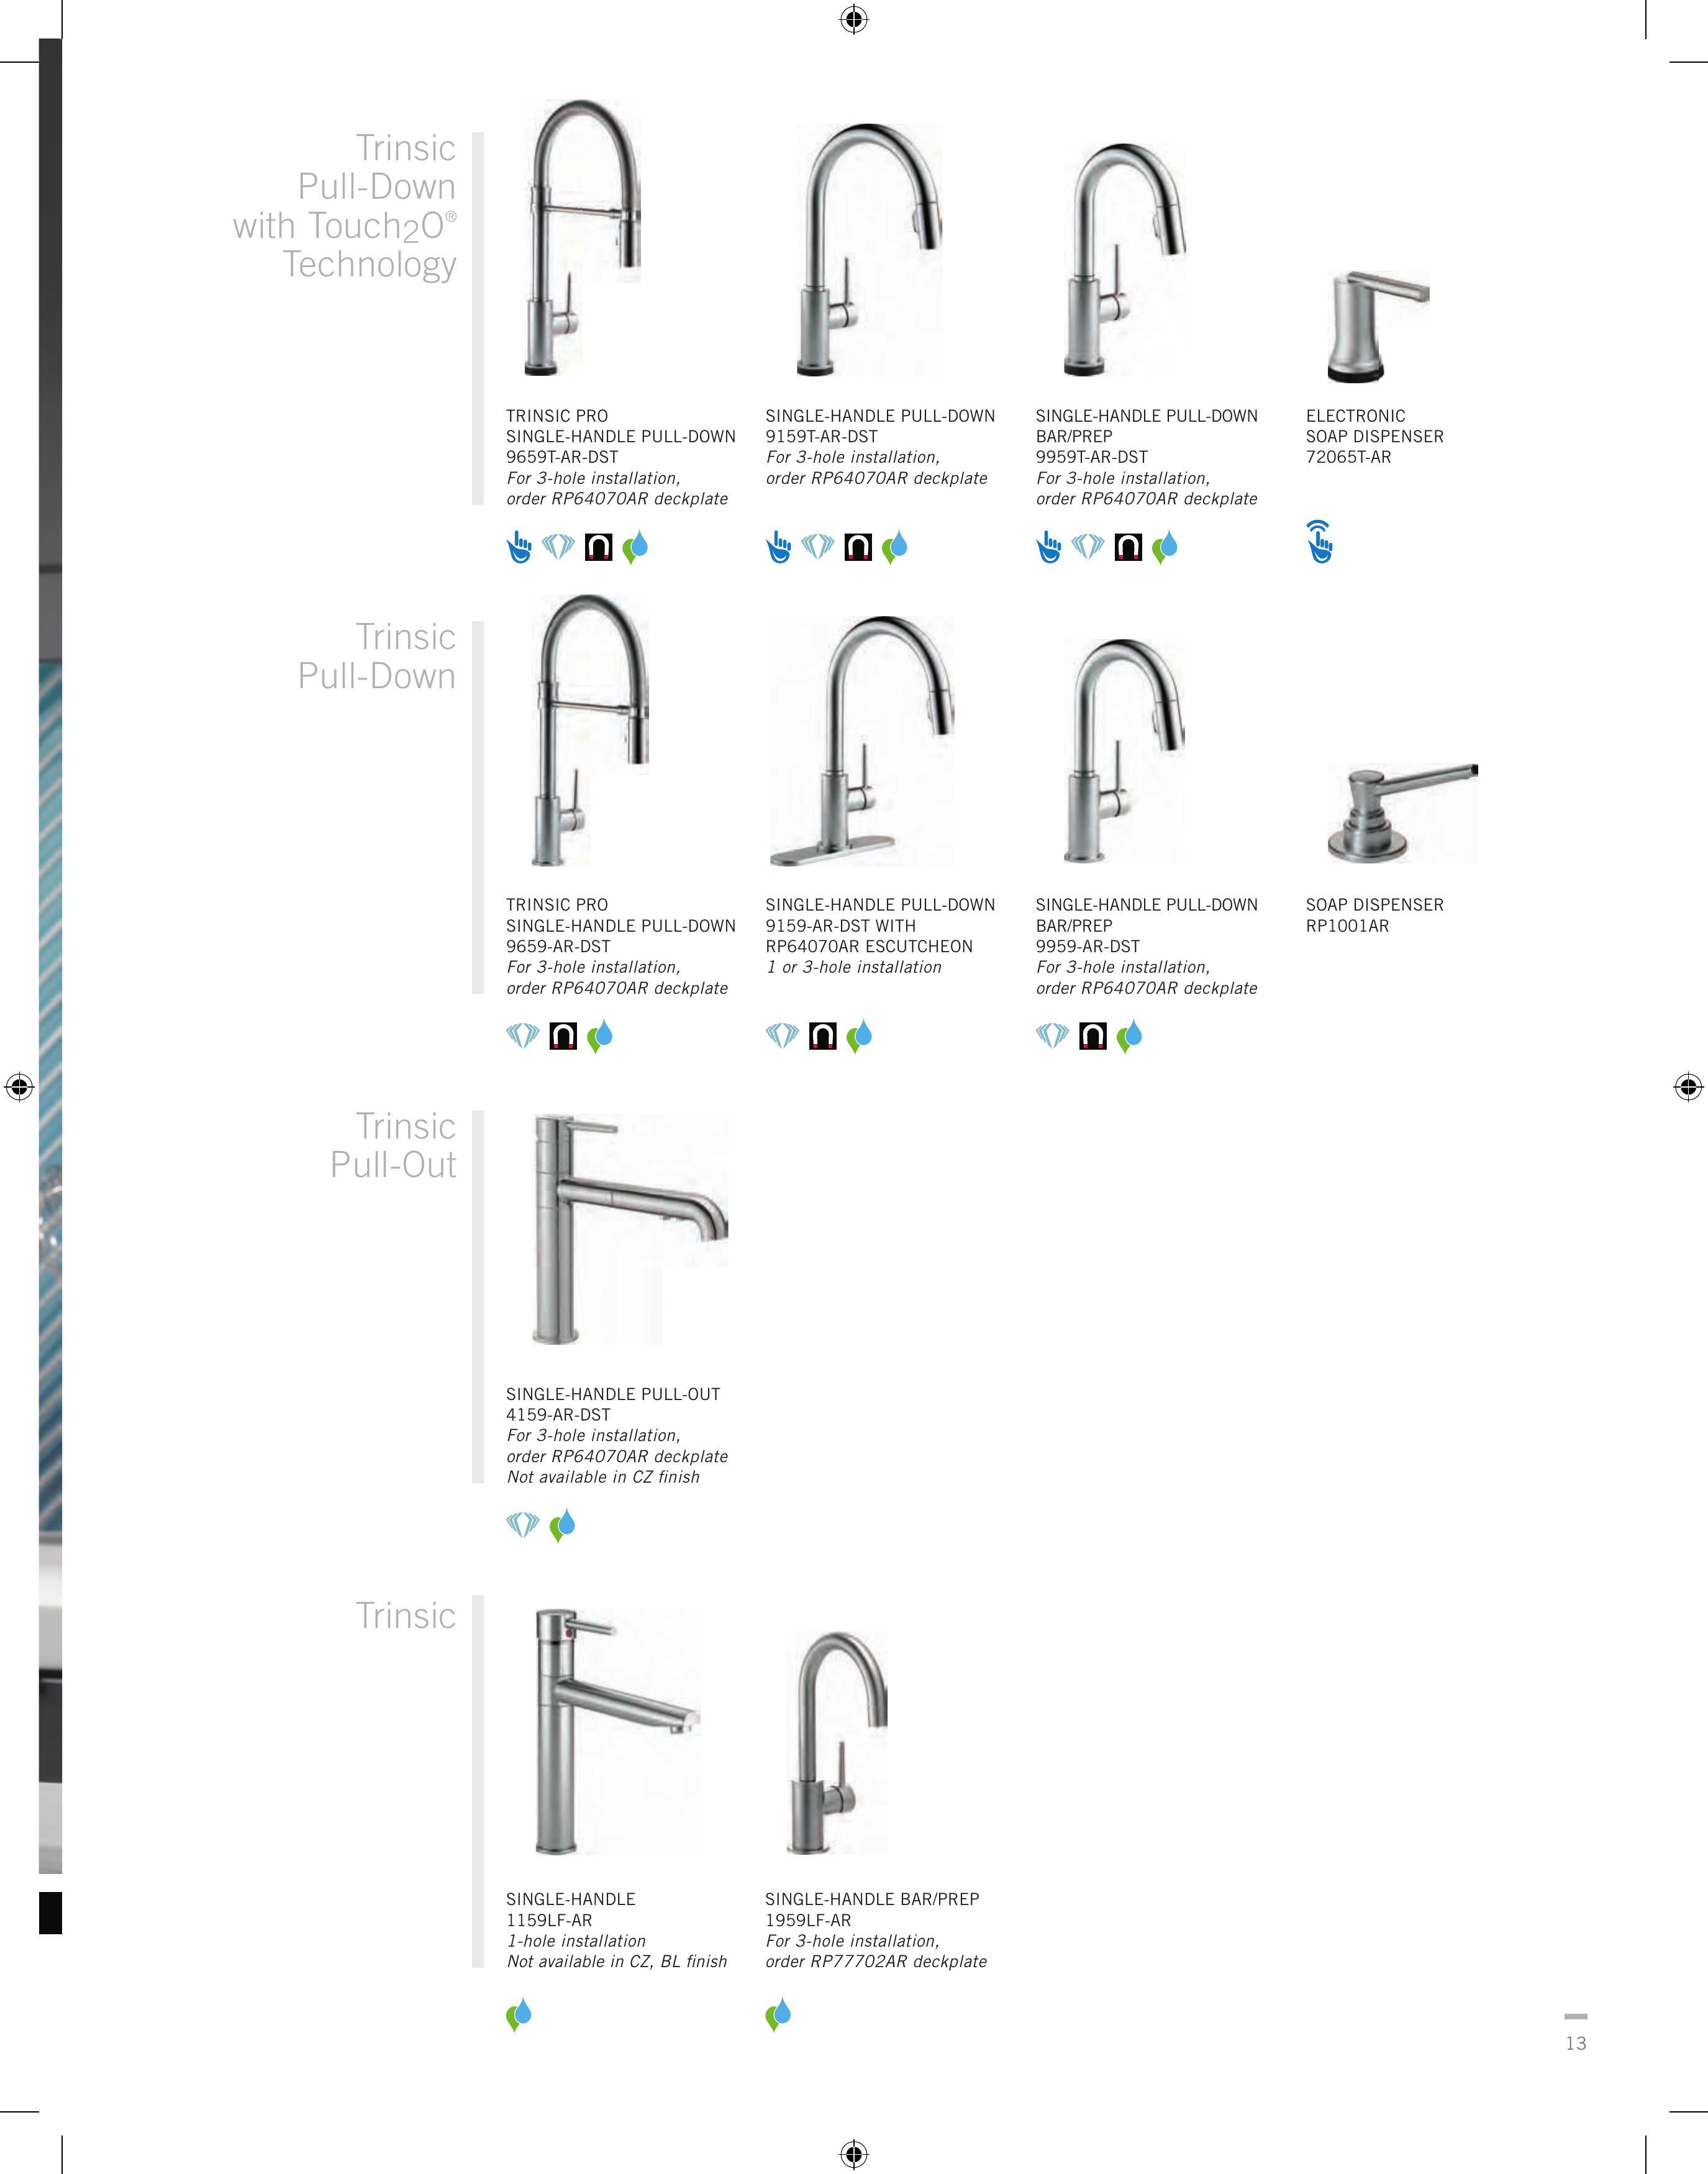 Trinsic
Pull-Down
with Touch2O®
Technology
TRINSIC PRO
SINGLE-HANDLE PULL-DOWN
9659T-AR-DST
For 3-hole installation,
order RP64070AR deckplate
SINGLE-HANDLE PULL-DOWN
9159T-AR-DST
For 3-hole installation,
order RP64070AR deckplate
SINGLE-HANDLE PULL-DOWN
BAR/PREP
9959T-AR-DST
For 3-hole installation,
order RP64070AR deckplate
ELECTRONIC
SOAP DISPENSER
72065T-AR
Trinsic
Pull-Down
TRINSIC PRO
SINGLE-HANDLE PULL-DOWN
9659-AR-DST
For 3-hole installation,
order RP64070AR deckplate
SINGLE-HANDLE PULL-DOWN
9159-AR-DST WITH
RP64070AR ESCUTCHEON
1 or 3-hole installation
SINGLE-HANDLE PULL-DOWN
BAR/PREP
9959-AR-DST
For 3-hole installation,
order RP64070AR deckplate
SOAP DISPENSER
RP1001AR
Trinsic
Pull-Out
SINGLE-HANDLE PULL-OUT
4159-AR-DST
For 3-hole installation,
order RP64070AR deckplate
Not available in CZ finish
Trinsic
SINGLE-HANDLE
1159LF-AR
1-hole installation
Not available in CZ, BL finish
SINGLE-HANDLE BAR/PREP
1959LF-AR
For 3-hole installation,
order RP77702AR deckplate
13